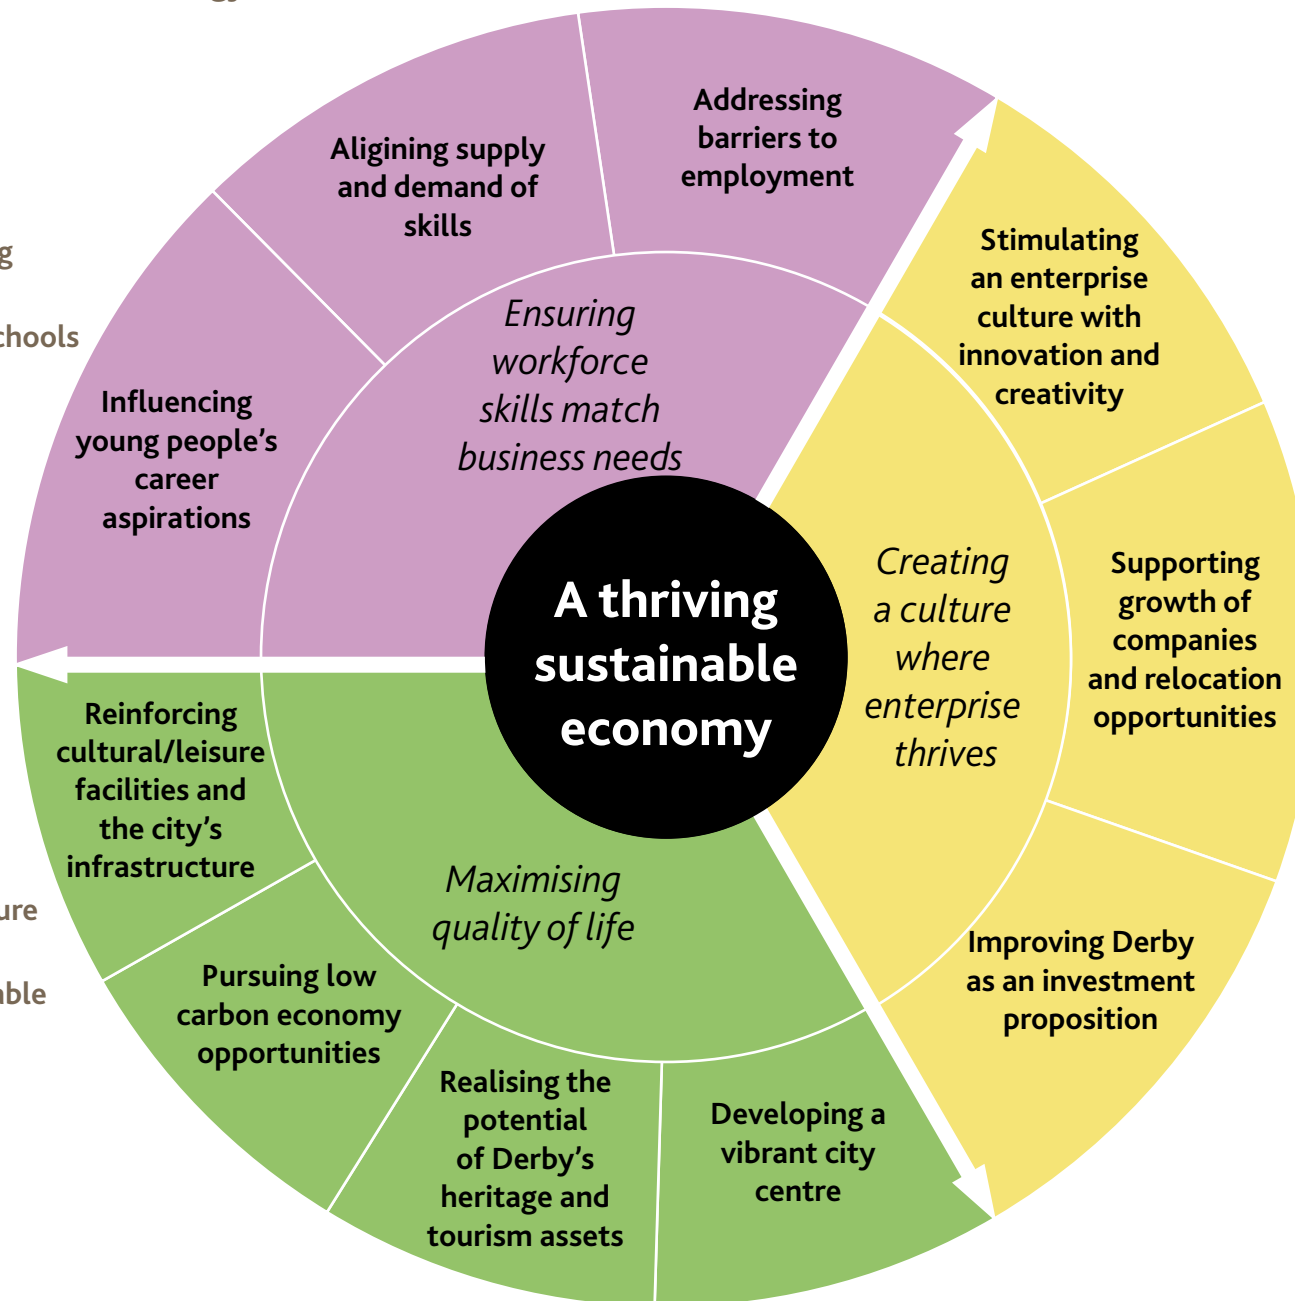 Addressing
barriers to
employment
Aligining supply
and demand of
skills
Influencing
young people's
career
aspirations
Ensuring
workforce
skills match
business needs
Stimulating
an enterprise
culture with
innovation and
creativity
Supporting
growth of
companies
and relocation
opportunities
Improving Derby
as an investment
proposition
Creating
a culture
where
enterprise
thrives
A thriving
sustainable
economy
Reinforcing
cultural/leisure
facilities and
the city's
infrastructure
Pursuing low
carbon economy
opportunities
Realising the
potential
of Derby's
heritage and
tourism assets
Developing a
vibrant city
centre
Maximising
quality of life